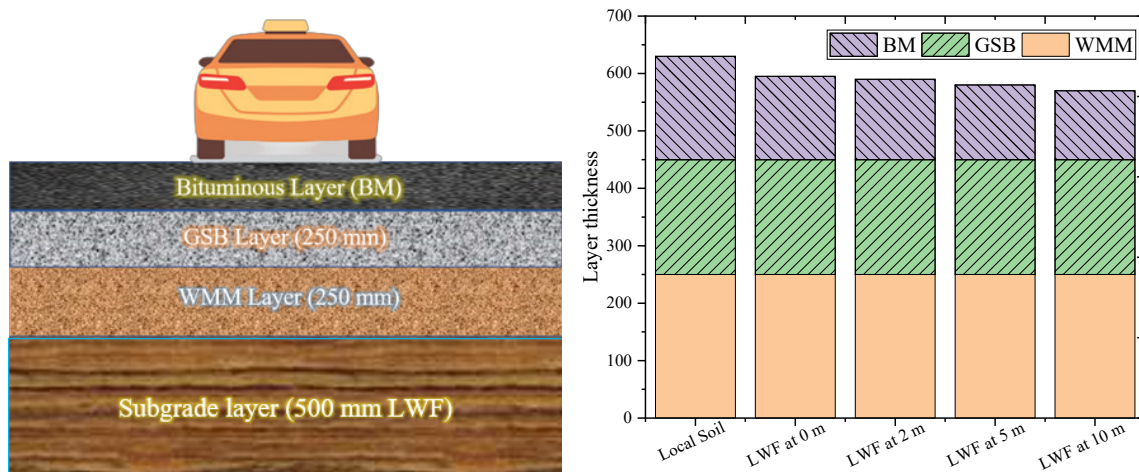 Bituminous Layer (BM)
GSB Layer (250 mm)
WMM Layer (250 mm)
Subgrade layer (500 mm LWF)
BM GSB WMM
Layer thickness
700
600
500
400
300
200
100
0
Local Soil
LWF at 0 m
LWF at 2 m
LWF at 5 m
LWF at 10 m